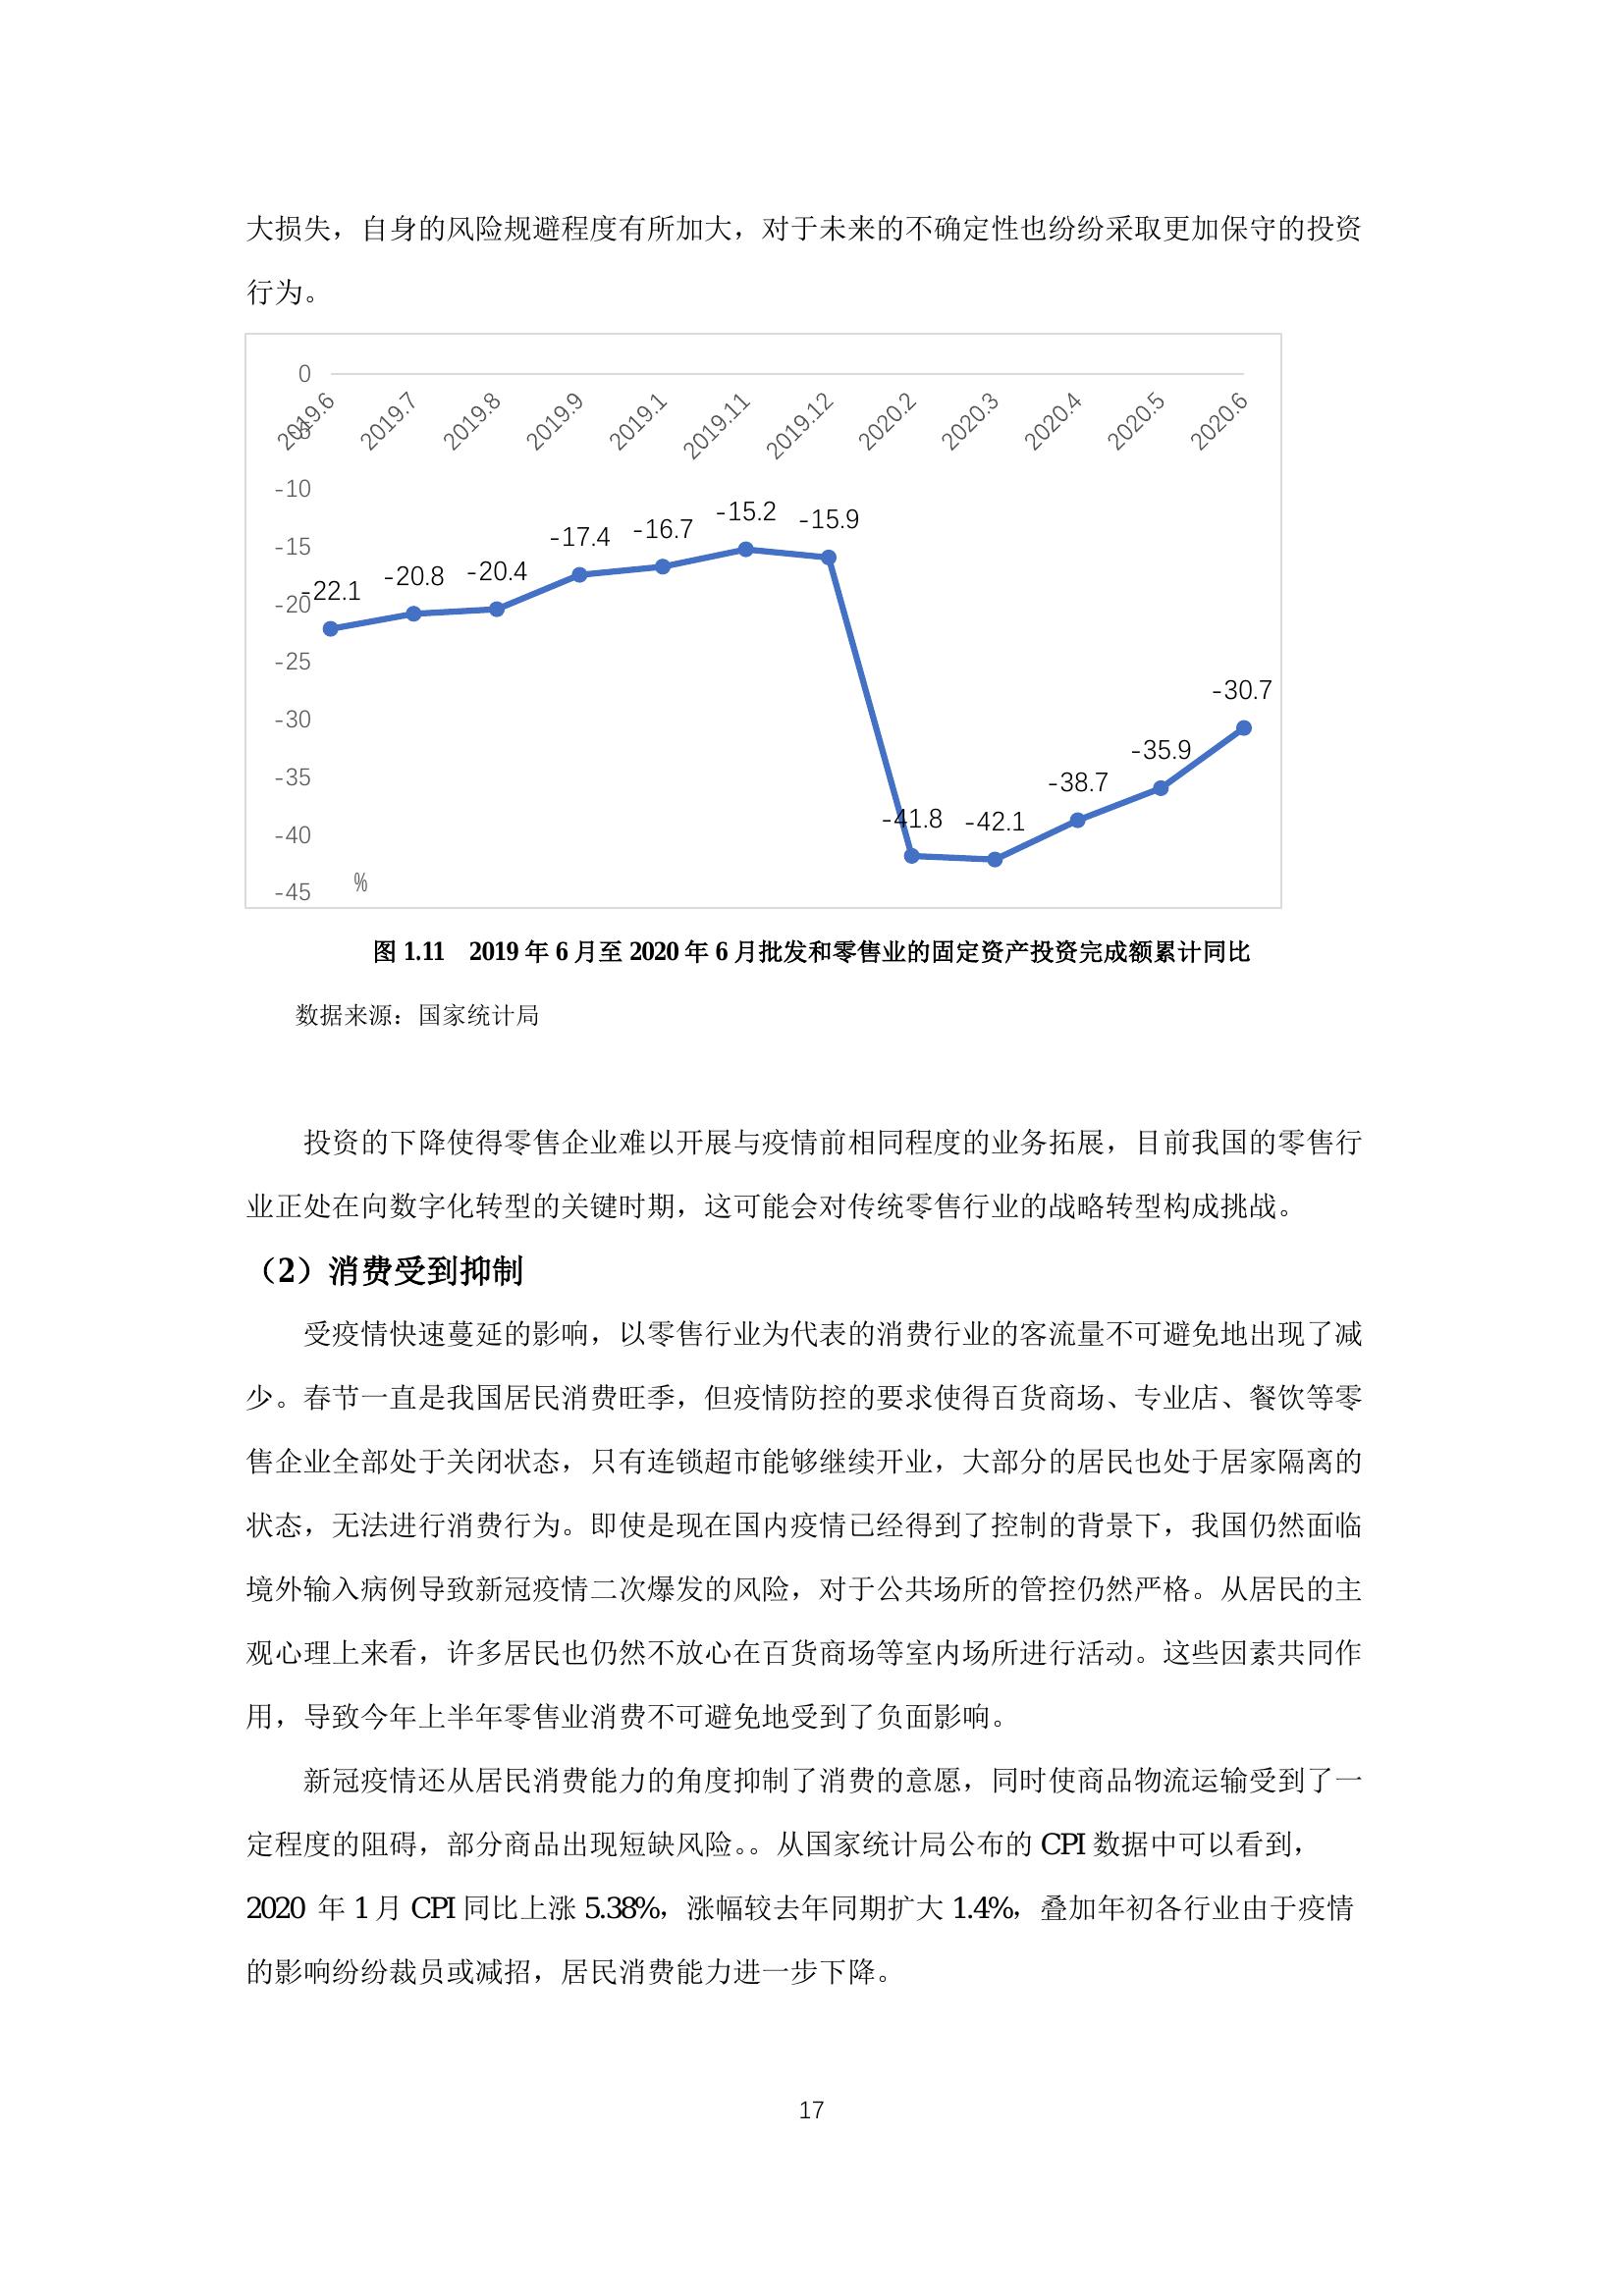 大损失，自身的风险规避程度有所加大，对于未来的不确定性也纷纷采取更加保守的投资
行为。
0
-5
-10
-15
-20
-25
-30
-35
-40
-45
2019.6
2019.7
2019.8
2019.9
2019.1
2019.11
2019.12
2020.2
2020.3
2020.4
2020.5
2020.6
-22.1
-20.8
-20.4
-17.4
-16.7
-15.2
-15.9
-41.8
-42.1
-38.7
-35.9
-30.7
%
图 1.11　2019 年 6 月至 2020 年 6 月批发和零售业的固定资产投资完成额累计同比
数据来源：国家统计局
投资的下降使得零售企业难以开展与疫情前相同程度的业务拓展，目前我国的零售行
业正处在向数字化转型的关键时期，这可能会对传统零售行业的战略转型构成挑战。
（2）消费受到抑制
受疫情快速蔓延的影响，以零售行业为代表的消费行业的客流量不可避免地出现了减
少。春节一直是我国居民消费旺季，但疫情防控的要求使得百货商场、专业店、餐饮等零
售企业全部处于关闭状态，只有连锁超市能够继续开业，大部分的居民也处于居家隔离的
状态，无法进行消费行为。即使是现在国内疫情已经得到了控制的背景下，我国仍然面临
境外输入病例导致新冠疫情二次爆发的风险，对于公共场所的管控仍然严格。从居民的主
观心理上来看，许多居民也仍然不放心在百货商场等室内场所进行活动。这些因素共同作
用，导致今年上半年零售业消费不可避免地受到了负面影响。
新冠疫情还从居民消费能力的角度抑制了消费的意愿，同时使商品物流运输受到了一
定程度的阻碍，部分商品出现短缺风险。。从国家统计局公布的 CPI 数据中可以看到，
2020 年 1 月 CPI 同比上涨 5.38%，涨幅较去年同期扩大 1.4%，叠加年初各行业由于疫情
的影响纷纷裁员或减招，居民消费能力进一步下降。
17